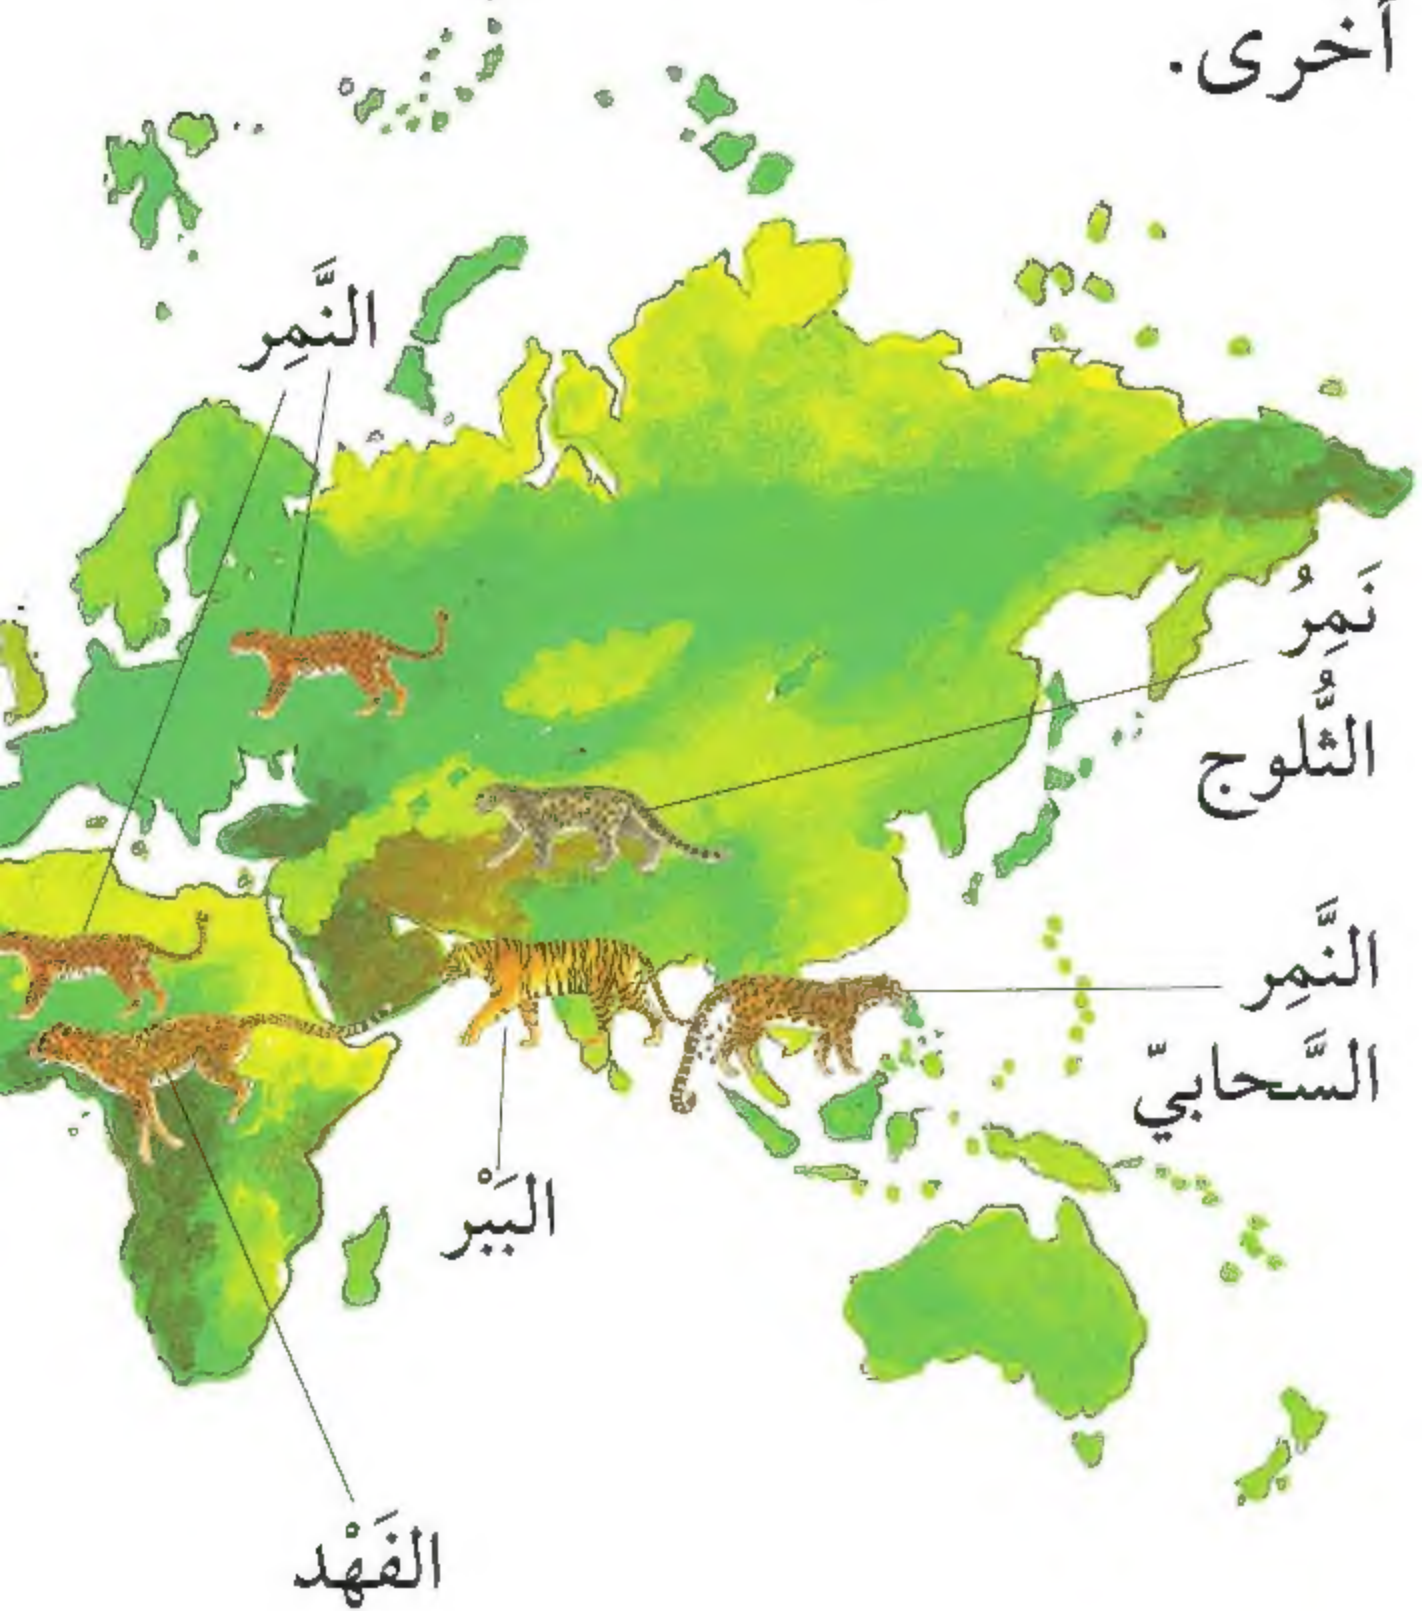 أخرى.
النَّمِر
نَمِرُ
الثُّلوج
النَّمِر
السَّحابيّ
البَبْر
الفَهْد